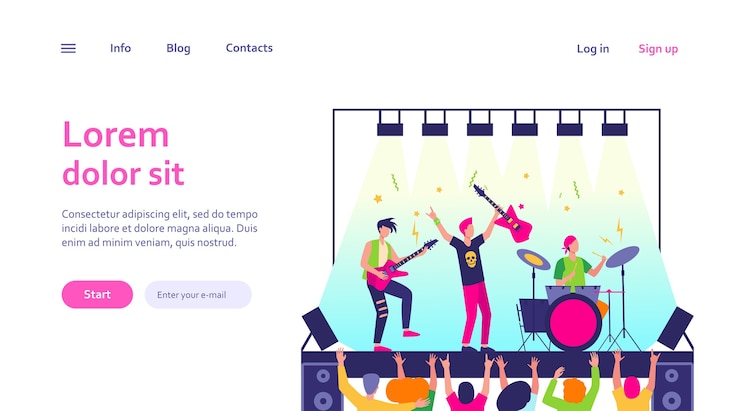 Info
Blog
Contacts
Log in
Sign up
Lorem
dolor sit
Consectetur adipiscing elit, sed do tempo
incidi ut labore et dolore magna aliqua. Duis
enim ad minim veniam, quis nostrud.
Start
Enter your e-mail